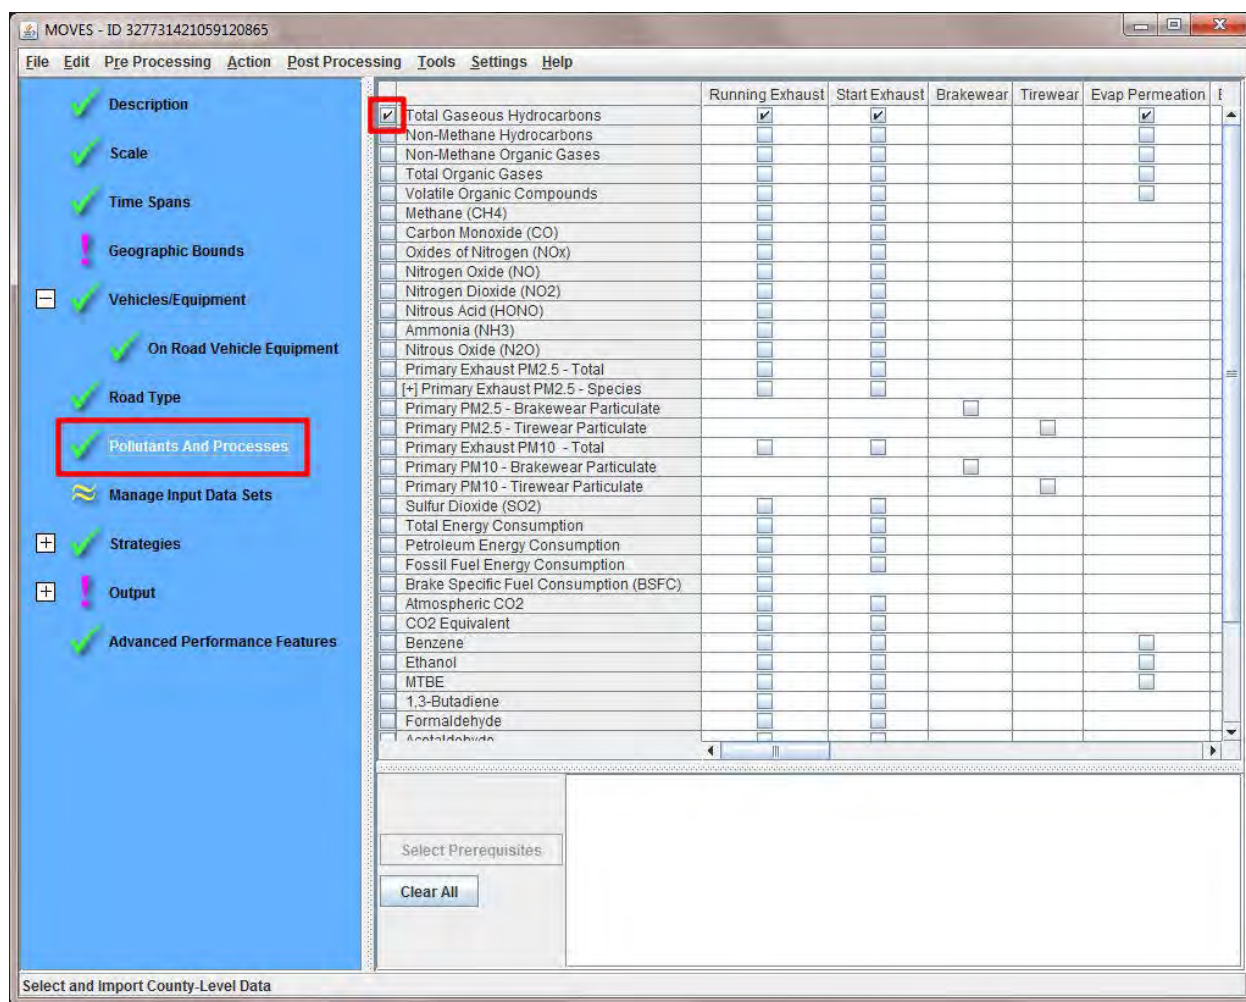 MOVES - ID 327731421059120865
File Edit Pre Processing Action Post Processing Tools Settings Help
Description
Scale
Time Spans
Geographic Bounds
Vehicles/Equipment
On Road Vehicle Equipment
Road Type
Pollutants And Processes
Manage Input Data Sets
Strategies
Output
Advanced Performance Features
Running Exhaust Start Exhaust Brakewear Tirewear Evap Permeation
Total Gaseous Hydrocarbons
Non-Methane Hydrocarbons
Non-Methane Organic Gases
Total Organic Gases
Volatile Organic Compounds
Methane (CH4)
Carbon Monoxide (CO)
Oxides of Nitrogen (NOx)
Nitrogen Oxide (NO)
Nitrogen Dioxide (NO2)
Nitrous Acid (HONO)
Ammonia (NH3)
Nitrous Oxide (N2O)
Primary Exhaust PM2.5 - Total
[+] Primary Exhaust PM2.5 - Species
Primary PM2.5 - Brakewear Particulate
Primary PM2.5 - Tirewear Particulate
Primary Exhaust PM10 - Total
Primary PM10 - Brakewear Particulate
Primary PM10 - Tirewear Particulate
Sulfur Dioxide (SO2)
Total Energy Consumption
Petroleum Energy Consumption
Fossil Fuel Energy Consumption
Brake Specific Fuel Consumption (BSFC)
Atmospheric CO2
CO2 Equivalent
Benzene
Ethanol
MTBE
1,3-Butadiene
Formaldehyde
Acetaldehyde
Select Prerequisites
Clear All
Select and Import County-Level Data